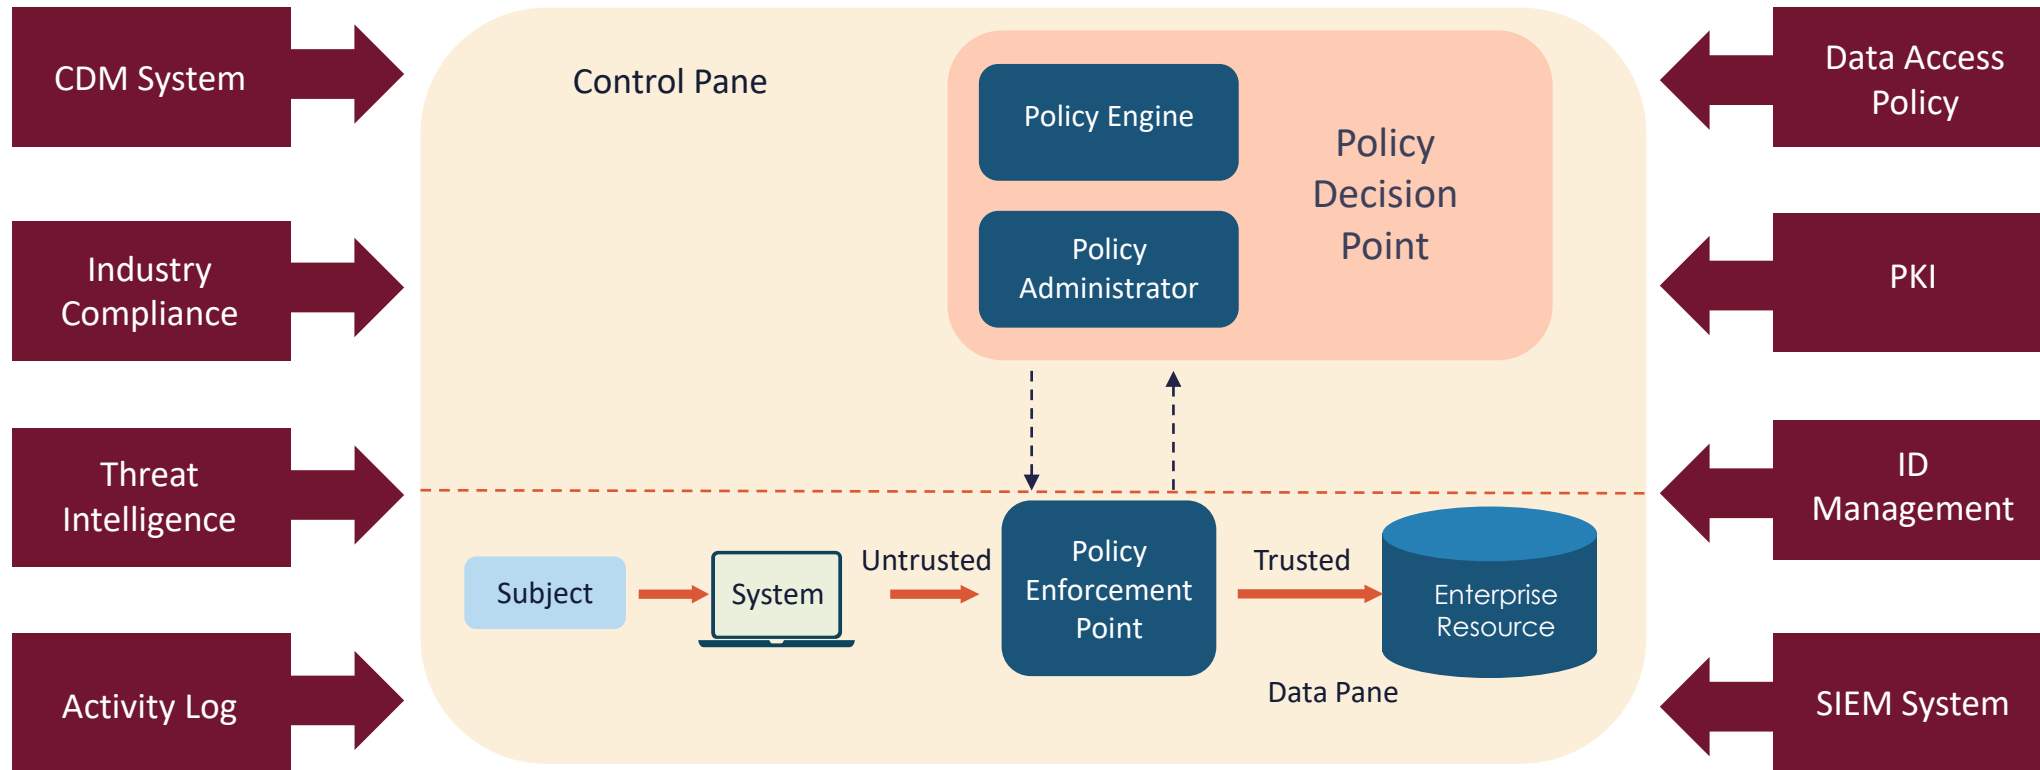 CDM System
Industry
Compliance
Threat
Intelligence
Activity Log
Control Pane
Policy Engine
Policy
Administrator
Policy
Decision
Point
Subject
System
Untrusted
Policy
Enforcement
Point
Trusted
Enterprise
Resource
Data Pane
Data Access
Policy
PKI
ID
Management
SIEM System